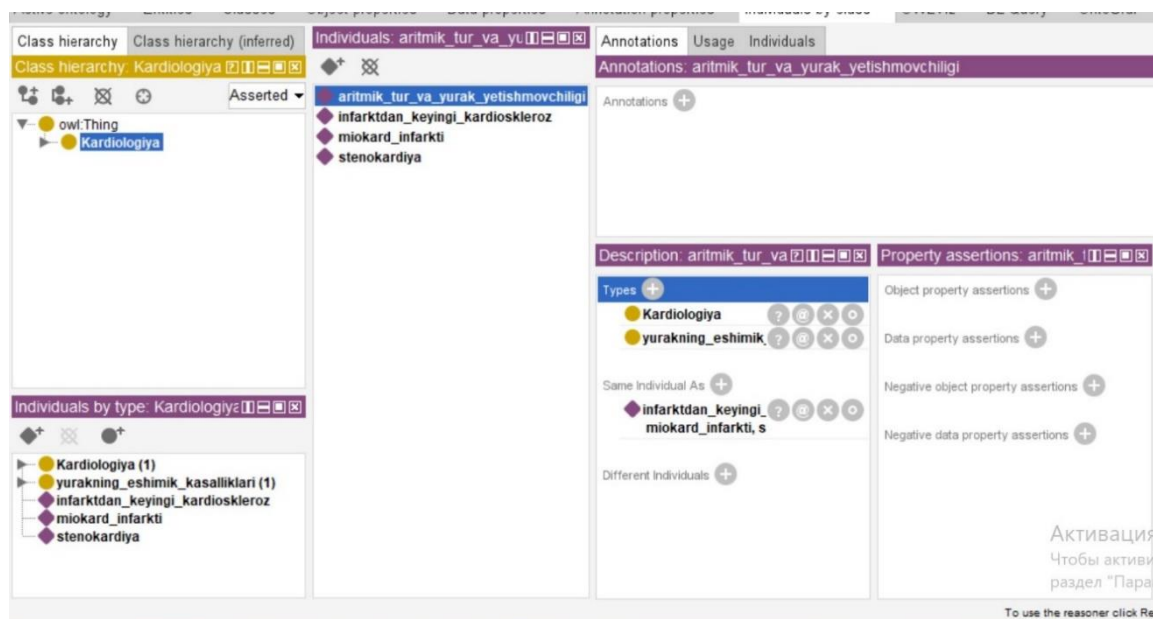 Class hierarchy Class hierarchy (inferred)
Class hierarchy: Kardiologiya
Asserted
owl:Thing
Kardiologiya
Individuals by type: Kardiologiya
Kardiologiya (1)
yurakning_eshimik_kasalliklari (1)
infarktdan_keyingi_kardioskleroz
miokard_infarkti
stenokardiya
Individuals: aritmik_tur_va_yu
aritmik_tur_va_yurak_yetishmovchiligi
infarktdan_keyingi_kardioskleroz
miokard_infarkti
stenokardiya
Annotations Usage Individuals
Annotations: aritmik_tur_va_yurak_yetishmovchiligi
Annotations
Description: aritmik_tur_va
Types
Kardiologiya
yurakning_eshimik_
Same Individual As
infarktdan_keyingi_
miokard_infarkti, s
Different Individuals
Property assertions: aritmik_t
Object property assertions
Data property assertions
Negative object property assertions
Negative data property assertions
Активация
Чтобы активи
раздел "Пара
To use the reasoner click Re